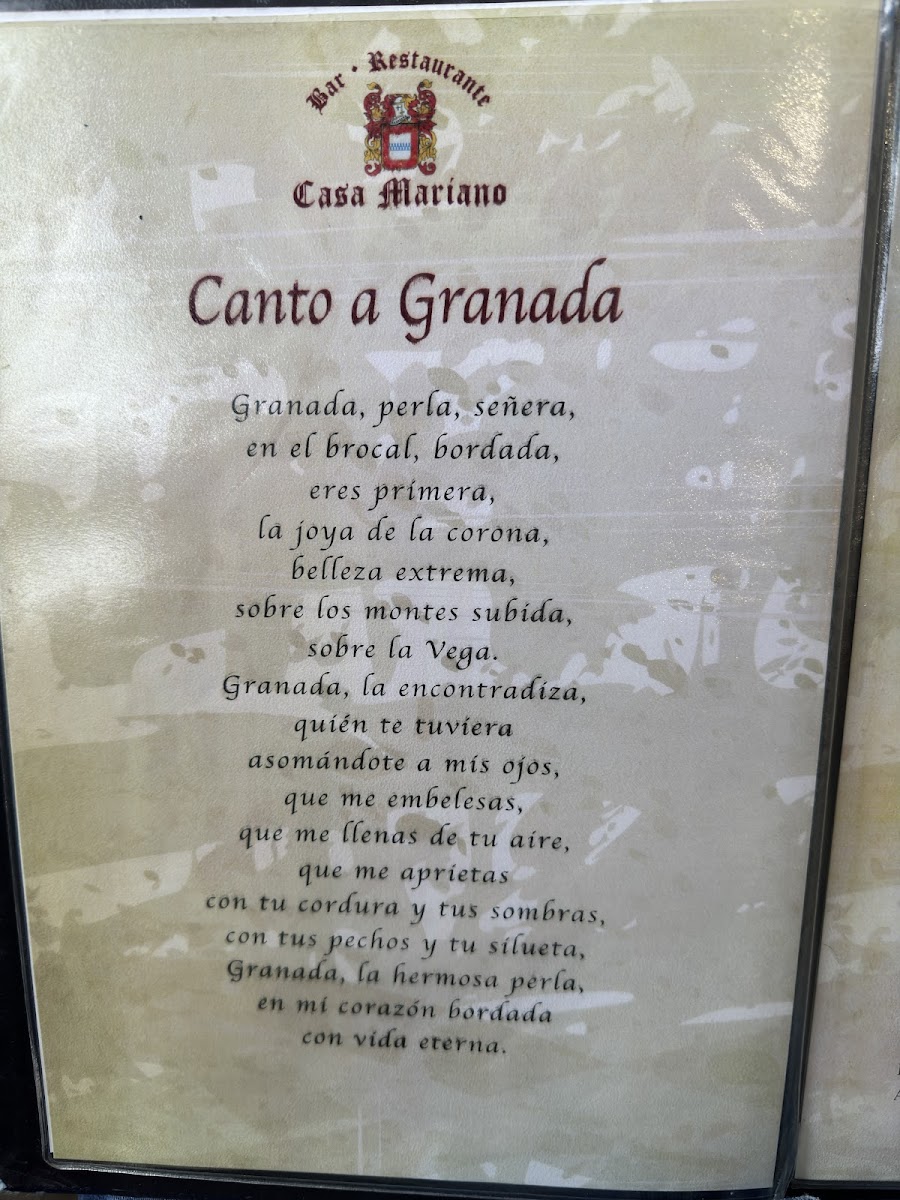 Bar · Restaurante
Casa Mariano
Canto a Granada
Granada, perla, señera,
en el brocal, bordada,
eres primera,
la joya de la corona,
belleza extrema,
sobre los montes subida,
sobre la Vega.
Granada, la encontradiza,
quién te tuviera
asomándote a mis ojos,
que me embelesas,
que me llenas de tu aire,
que me aprietas
con tu cordura y tus sombras,
con tus pechos y tu silueta,
Granada, la hermosa perla,
en mi corazón bordada
con vida eterna.